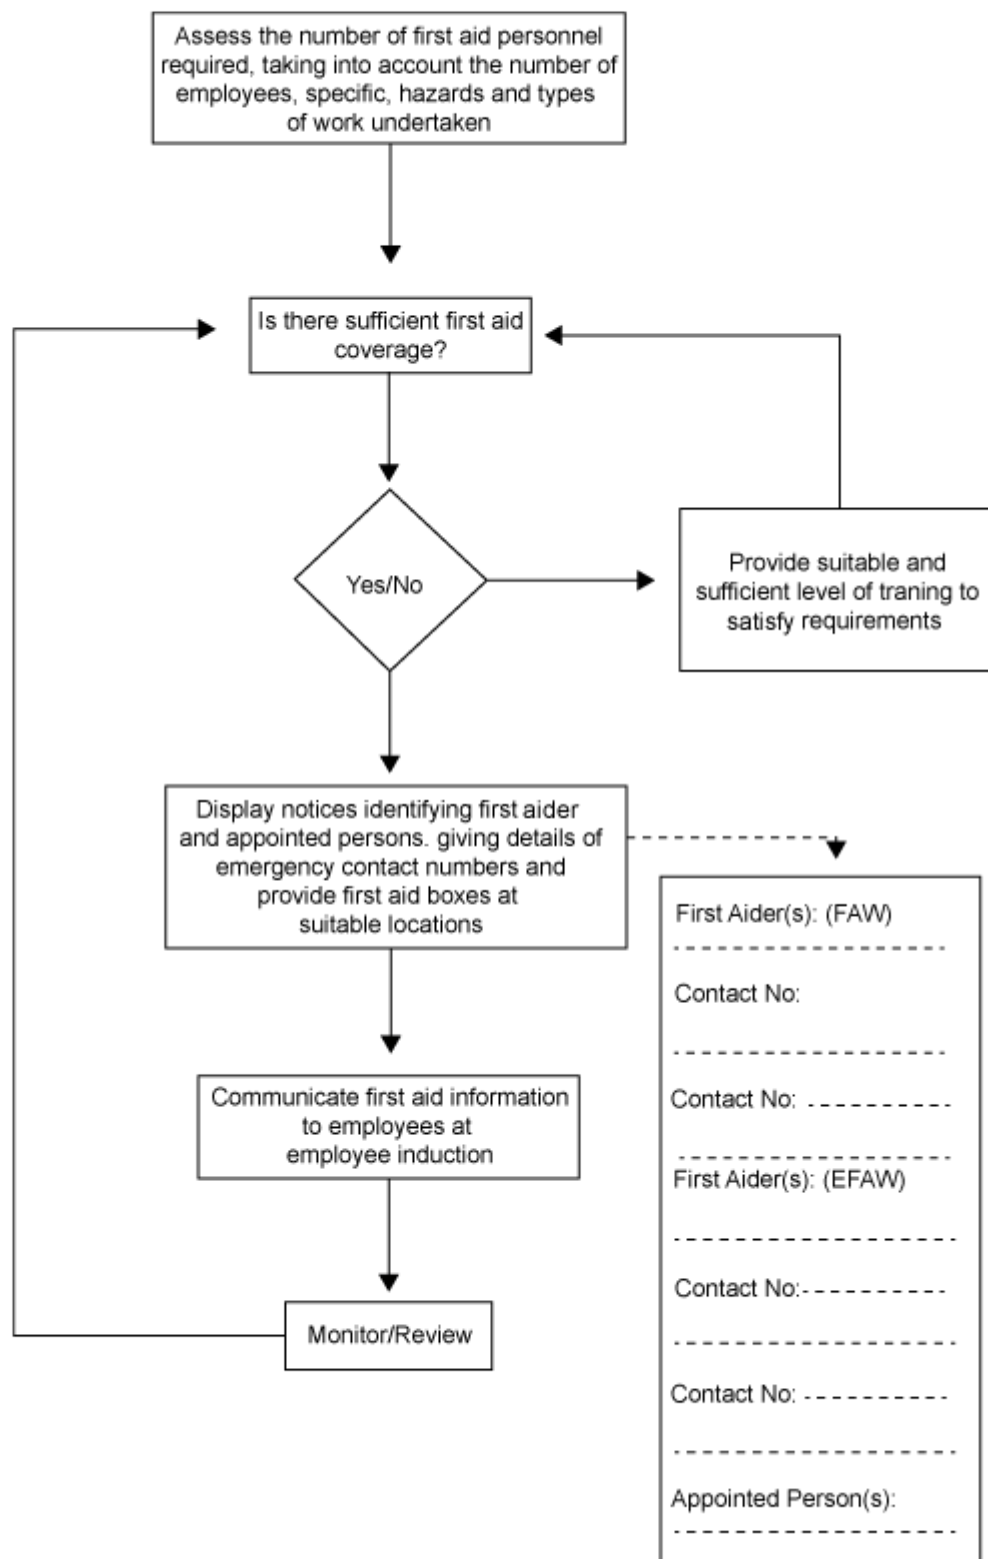 Assess the number of first aid personnel
required, taking into account the number of
employees, specific, hazards and types
of work undertaken
Is there sufficient first aid
coverage?
Yes/No
Provide suitable and
sufficient level of traning to
satisfy requirements
Display notices identifying first aider
and appointed persons. giving details of
emergency contact numbers and
provide first aid boxes at
suitable locations
First Aider(s): (FAW)
Contact No:
Contact No:
First Aider(s): (EFAW)
Contact No:
Contact No:
Appointed Person(s):
Communicate first aid information
to employees at
employee induction
Monitor/Review